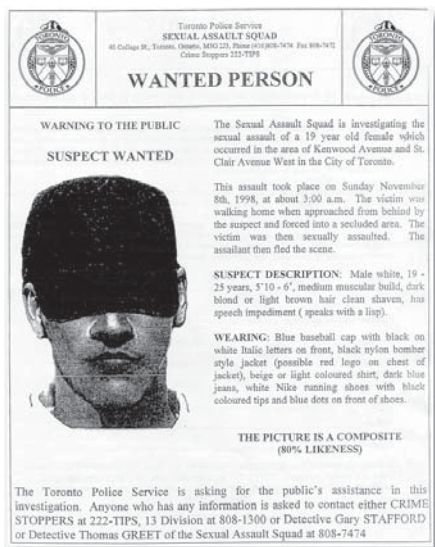 Toronto Police Service
SEXUAL ASSAULT SQUAD
40 College St., Toronto, Ontario, M5G 2J3, Phone (416)808-7474 Fax 808-7472
Crime Stoppers 222-TIPS
WANTED PERSON
WARNING TO THE PUBLIC
SUSPECT WANTED
The Sexual Assault Squad is investigating the
sexual assault of a 19 year old female which
occurred in the area of Kenwood Avenue and St.
Clair Avenue West in the City of Toronto.
This assault took place on Sunday November
8th, 1998, at about 3:00 a.m. The victim was
walking home when approached from behind by
the suspect and forced into a secluded area. The
victim was then sexually assaulted. The
assailant then fled the scene.
SUSPECT DESCRIPTION: Male white, 19 -
25 years, 5'10 - 6', medium muscular build, dark
blond or light brown hair clean shaven, has
speech impediment ( speaks with a lisp).
WEARING: Blue baseball cap with black on
white Italic letters on front, black nylon bomber
style jacket (possible red logo on chest of
jacket), beige or light coloured shirt, dark blue
jeans, white Nike running shoes with black
coloured tips and blue dots on front of shoes.
THE PICTURE IS A COMPOSITE
(80% LIKENESS)
The Toronto Police Service is asking for the public's assistance in this
investigation. Anyone who has any information is asked to contact either CRIME
STOPPERS at 222-TIPS, 13 Division at 808-1300 or Detective Gary STAFFORD
or Detective Thomas GREET of the Sexual Assault Squad at 808-7474